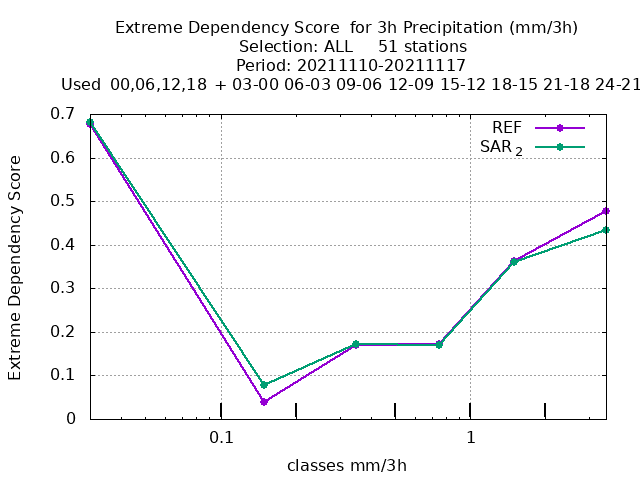 Extreme Dependency Score  for 3h Precipitation (mm/3h)
Selection: ALL     51 stations
Period: 20211110-20211117
Used  00,06,12,18  + 03-00 06-03 09-06 12-09 15-12 18-15 21-18 24-21
0.7
0.6
0.5
0.4
0.3
0.2
0.1
0
Extreme Dependency Score
REF
SAR 2
0.1
1
classes mm/3h